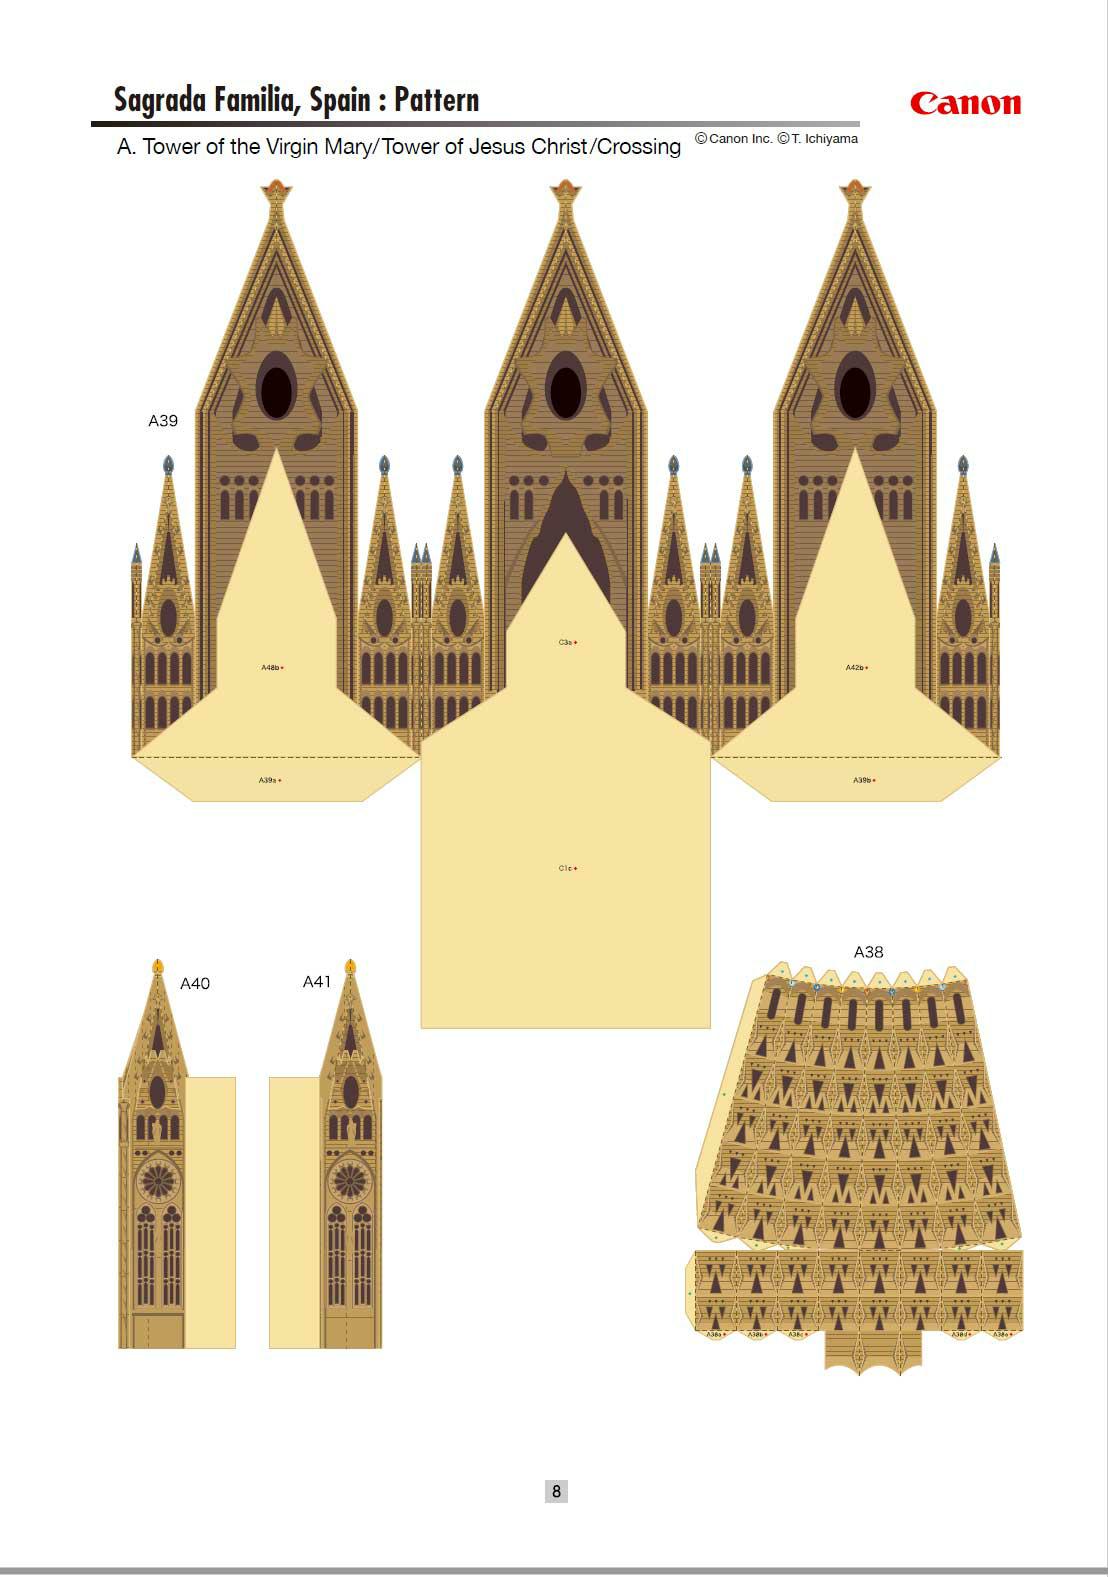 Sagrada Familia, Spain : Pattern
Canon
A. Tower of the Virgin Mary/Tower of Jesus Christ/Crossing
©Canon Inc. ©T. Ichiyama
A39
C3a
A48b
A42b
A39a
A39b
C1c
A38
A40
A41
A38a
A38b
A38c
A38d
A38e
8